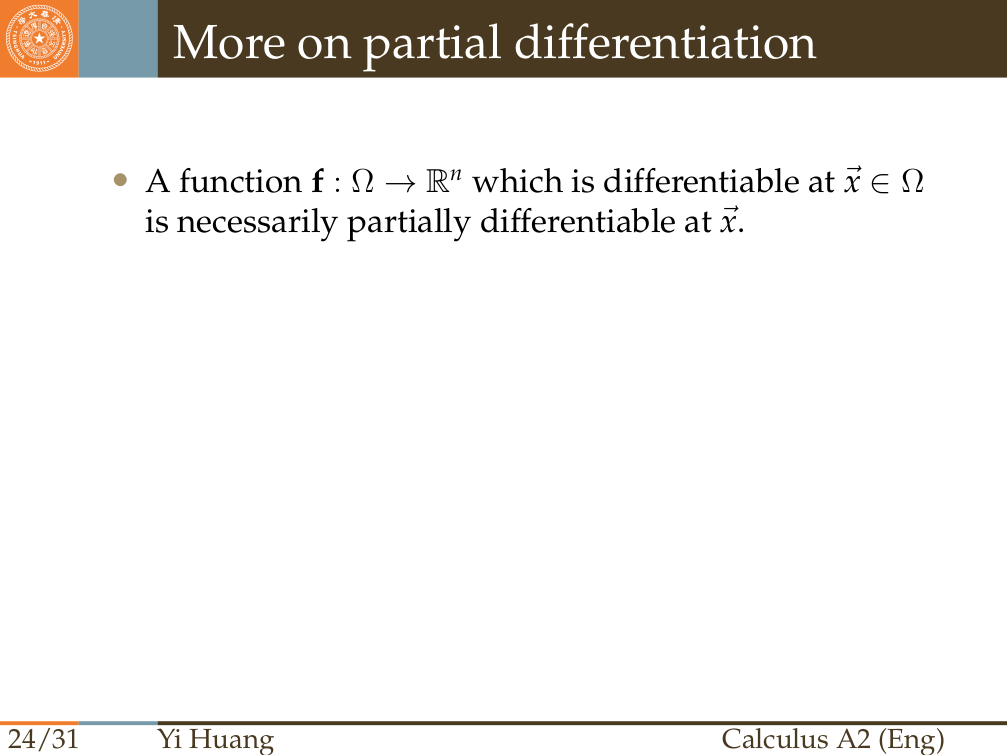 More on partial differentiation
• A function f : Ω → ℝⁿ which is differentiable at x⃗ ∈ Ω
is necessarily partially differentiable at x⃗.
24/31 Yi Huang Calculus A2 (Eng)